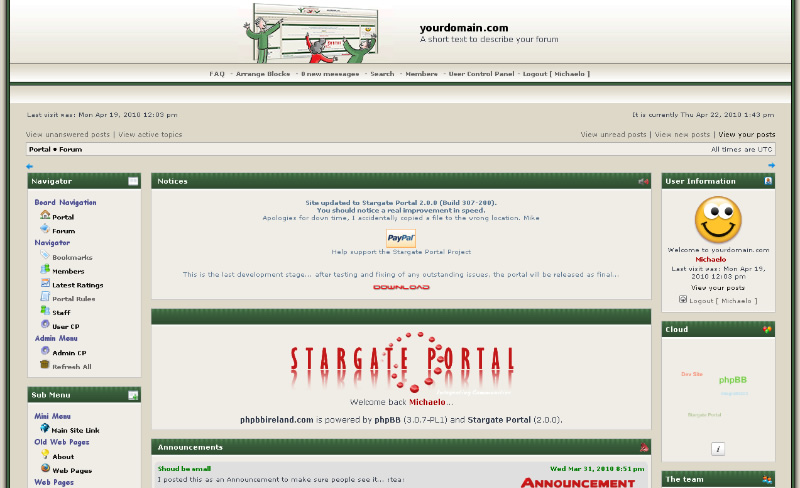 yourdomain.com
A short text to describe your forum
FAQ · Arrange Blocks · 0 new messages · Search · Members · User Control Panel · Logout [ Michaelo ]
Last visit was: Mon Apr 19, 2010 12:03 pm
It is currently Thu Apr 22, 2010 1:43 pm
View unanswered posts | View active topics
View unread posts | View new posts | View your posts
Portal • Forum
All times are UTC
Navigator
Board Navigation
Portal
Forum
Navigator
Bookmarks
Members
Latest Ratings
Portal Rules
Staff
User CP
Admin Menu
Admin CP
Refresh All
Sub Menu
Mini Menu
Main Site Link
Old Web Pages
About
Web Pages
Web Pages
Notices
Site updated to Stargate Portal 2.0.0 (Build 307-200).
You should notice a real improvement in speed.
Apologies for down time, I accidentally copied a file to the wrong location. Mike
PayPal
Help support the Stargate Portal Project
This is the last development stage... after testing and fixing of any outstanding issues, the portal will be released as final...
DOWNLOAD
STARGATE PORTAL
Welcome back Michaelo...
phpbbireland.com is powered by phpBB (3.0.7-PL1) and Stargate Portal (2.0.0).
Announcements
Shoud be small
Wed Mar 31, 2010 8:51 pm
I posted this as an Announcement to make sure people see it...
ANNOUNCEMENT
User Information
Welcome to yourdomain.com
Michaelo
Last visit was: Mon Apr 19,
2010 12:03 pm
View your posts
Logout [ Michaelo ]
Cloud
Dev Site
phpBB
Stargate Portal
i
The team